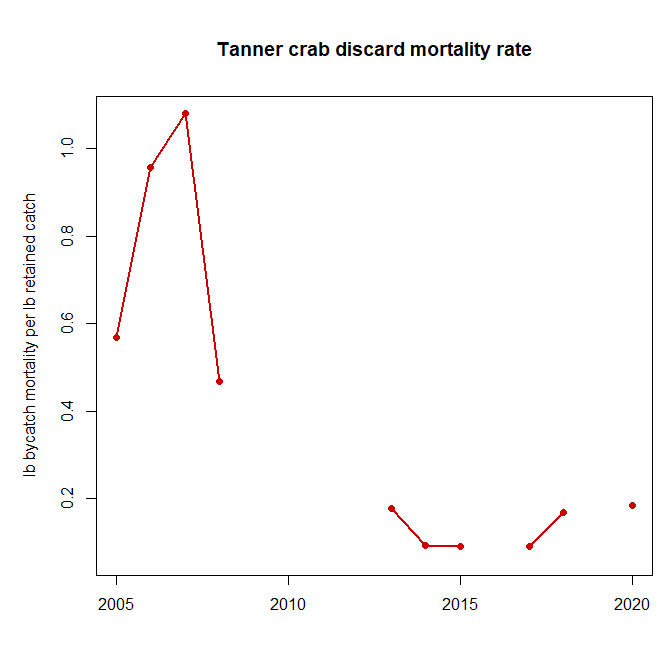 Tanner crab discard mortality rate
lb bycatch mortality per lb retained catch
1.0
0.8
0.6
0.4
0.2
2005 2010 2015 2020